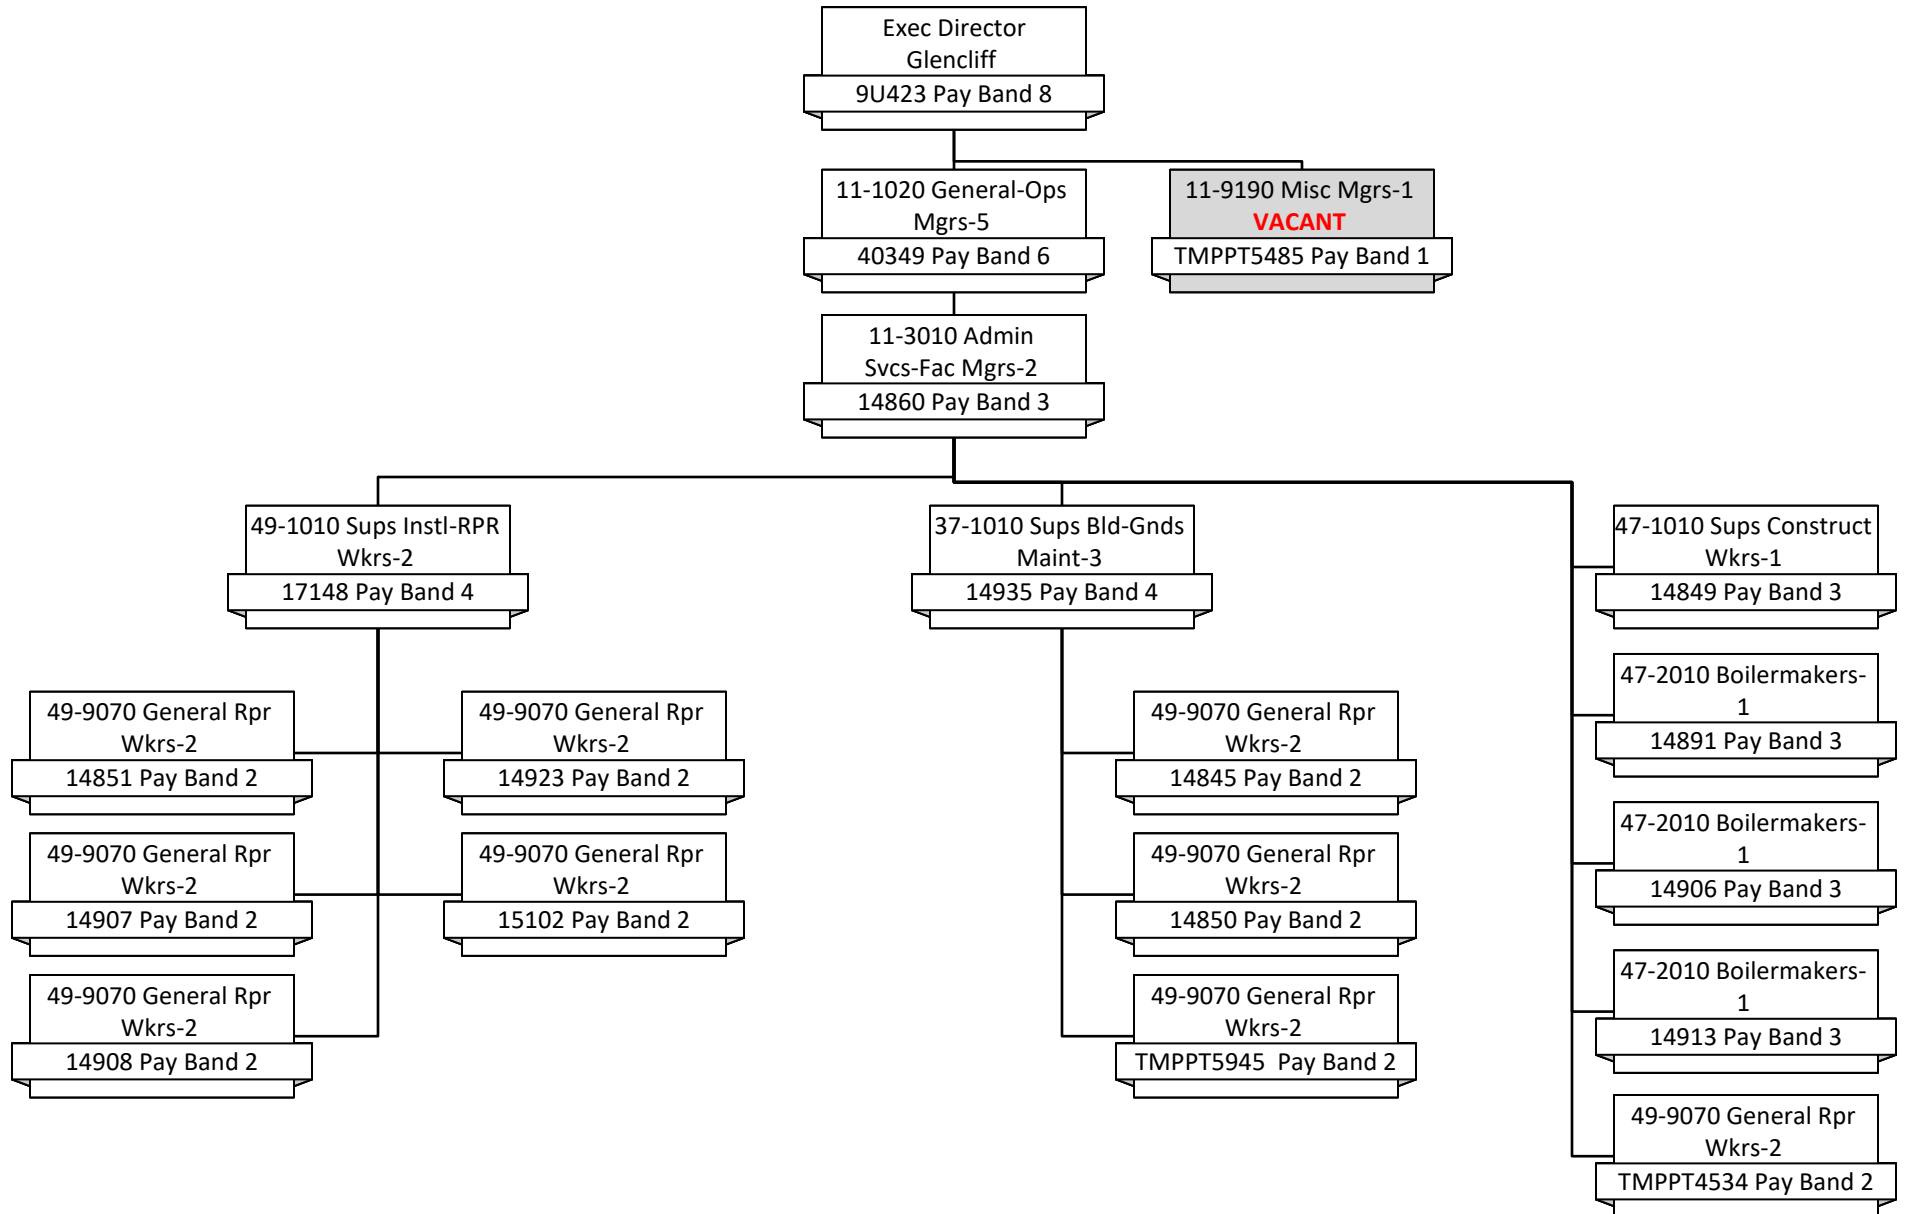 Exec Director
Glencliff
9U423 Pay Band 8
11-1020 General-Ops
Mgrs-5
40349 Pay Band 6
11-9190 Misc Mgrs-1
VACANT
TMPPT5485 Pay Band 1
11-3010 Admin
Svcs-Fac Mgrs-2
14860 Pay Band 3
49-1010 Sups Instl-RPR
Wkrs-2
17148 Pay Band 4
37-1010 Sups Bld-Gnds
Maint-3
14935 Pay Band 4
47-1010 Sups Construct
Wkrs-1
14849 Pay Band 3
49-9070 General Rpr
Wkrs-2
14851 Pay Band 2
49-9070 General Rpr
Wkrs-2
14923 Pay Band 2
49-9070 General Rpr
Wkrs-2
14845 Pay Band 2
47-2010 Boilermakers-
1
14891 Pay Band 3
49-9070 General Rpr
Wkrs-2
14907 Pay Band 2
49-9070 General Rpr
Wkrs-2
15102 Pay Band 2
49-9070 General Rpr
Wkrs-2
14850 Pay Band 2
47-2010 Boilermakers-
1
14906 Pay Band 3
49-9070 General Rpr
Wkrs-2
14908 Pay Band 2
49-9070 General Rpr
Wkrs-2
TMPPT5945  Pay Band 2
47-2010 Boilermakers-
1
14913 Pay Band 3
49-9070 General Rpr
Wkrs-2
TMPPT4534 Pay Band 2